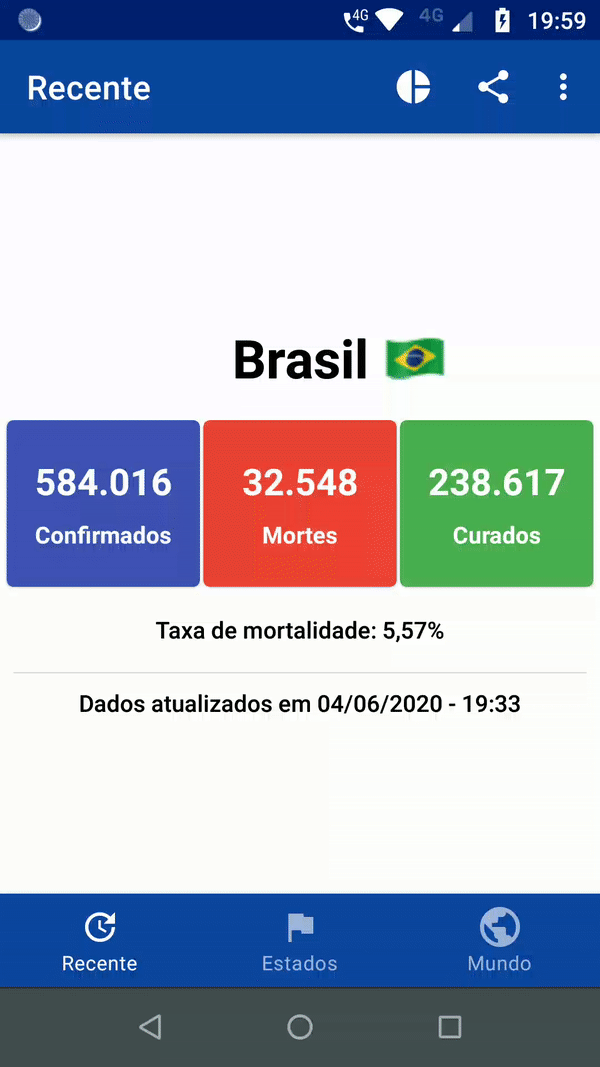 4G 4G 19:59
Recente
Brasil
584.016 32.548 238.617
Confirmados Mortes Curados
Taxa de mortalidade: 5,57%
Dados atualizados em 04/06/2020 - 19:33
Recente Estados Mundo